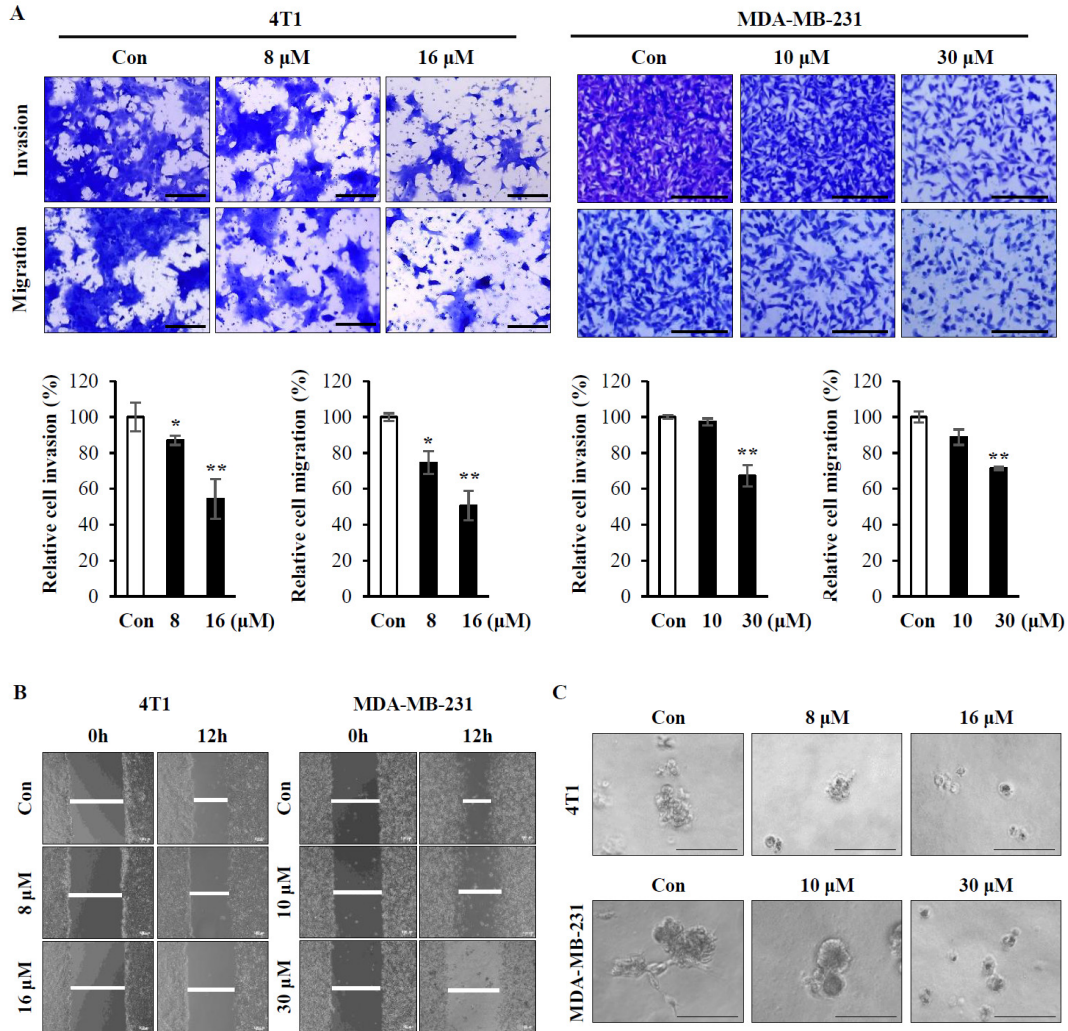 A
4T1
MDA-MB-231
Con 8 μM 16 μM
Con 10 μM 30 μM
Invasion
Migration
Relative cell invasion (%)
120
100
80
60
40
20
0
*
**
Con 8 16 (μM)
Relative cell migration (%)
120
100
80
60
40
20
0
*
**
Con 8 16 (μM)
Relative cell invasion (%)
120
100
80
60
40
20
0
**
Con 10 30 (μM)
Relative cell migration (%)
120
100
80
60
40
20
0
**
Con 10 30 (μM)
B
4T1
MDA-MB-231
0h 12h
0h 12h
Con
8 μM
16 μM
Con
10 μM
30 μM
C
Con 8 μM 16 μM
4T1
Con 10 μM 30 μM
MDA-MB-231